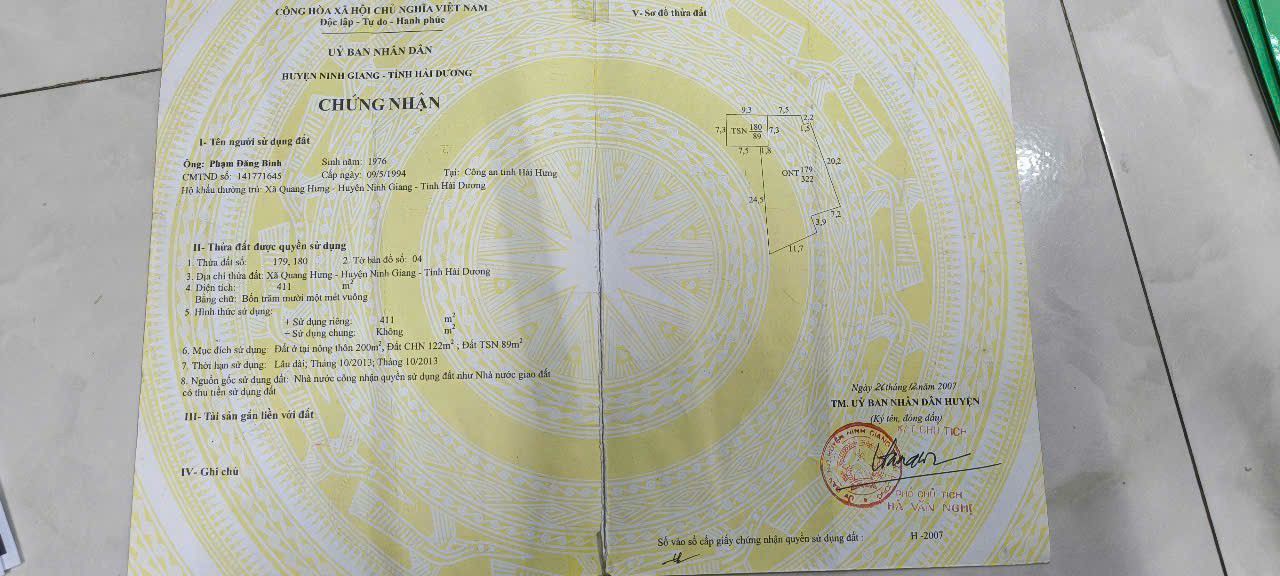 CỘNG HÒA XÃ HỘI CHỦ NGHĨA VIỆT NAM
Độc lập - Tự do - Hạnh phúc
UỶ BAN NHÂN DÂN
HUYỆN NINH GIANG - TỈNH HẢI DƯƠNG
CHỨNG NHẬN
I- Tên người sử dụng đất
Ông: Phạm Đăng Bình Sinh năm: 1976
CMTND số: 141771645 Cấp ngày: 09/5/1994 Tại: Công an tỉnh Hải Hưng
Hộ khẩu thường trú: Xã Quang Hưng - Huyện Ninh Giang - Tỉnh Hải Dương
II- Thửa đất được quyền sử dụng
1. Thửa đất số: 179, 180 2. Tờ bản đồ số: 04
3. Địa chỉ thửa đất: Xã Quang Hưng - Huyện Ninh Giang - Tỉnh Hải Dương
4. Diện tích: 411 m²
Bằng chữ: Bốn trăm mười một mét vuông
5. Hình thức sử dụng:
+ Sử dụng riêng: 411 m²
- Sử dụng chung: Không m²
6. Mục đích sử dụng: Đất ở tại nông thôn 200m², Đất CHN 122m² ; Đất TSN 89m²
7. Thời hạn sử dụng: Lâu dài; Tháng 10/2013; Tháng 10/2013
8. Nguồn gốc sử dụng đất: Nhà nước công nhận quyền sử dụng đất như Nhà nước giao đất
có thu tiền sử dụng đất
III- Tài sản gắn liền với đất
IV- Ghi chú
V- Sơ đồ thửa đất
9,3 7,5
2,2
7,3 TSN 180 7,3 1,5
89
7,5 1,8
20,2
ONT 179
322
24,5
7,2
3,9
11,7
Ngày 26 tháng 12 năm 2007
TM. UỶ BAN NHÂN DÂN HUYỆN
(Ký tên, đóng dấu)
KT CHỦ TỊCH
PHÓ CHỦ TỊCH
HÀ VĂN NGHỊ
Số vào sổ cấp giấy chứng nhận quyền sử dụng đất : H -2007